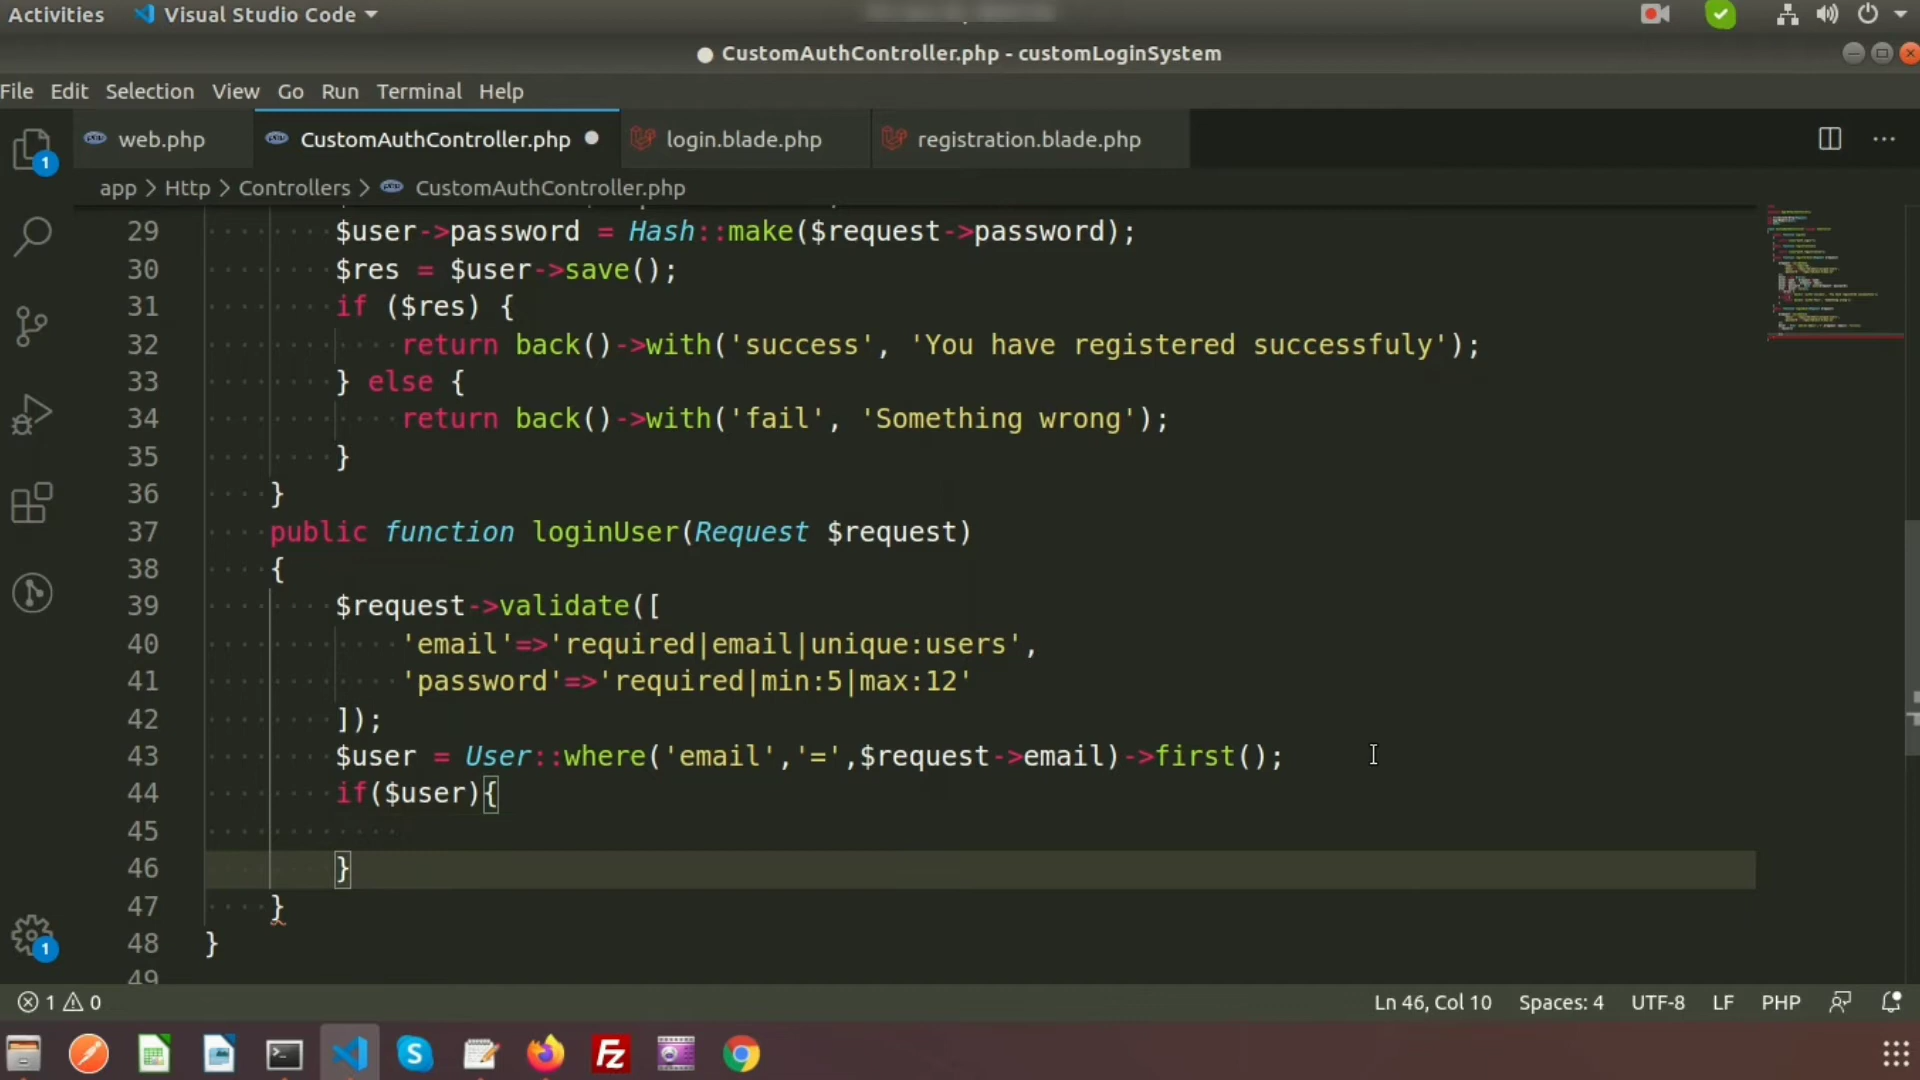 Activities Visual Studio Code
CustomAuthController.php - customLoginSystem
File Edit Selection View Go Run Terminal Help
1 web.php CustomAuthController.php login.blade.php registration.blade.php
app > Http > Controllers > CustomAuthController.php
29 $user->password = Hash::make($request->password);
30 $res = $user->save();
31 if ($res) {
32 return back()->with('success', 'You have registered successfuly');
33 } else {
34 return back()->with('fail', 'Something wrong');
35 }
36 }
37 public function loginUser(Request $request)
38 {
39 $request->validate([
40 'email'=>'required|email|unique:users',
41 'password'=>'required|min:5|max:12'
42 ]);
43 $user = User::where('email','=',$request->email)->first();
44 if($user){
45
46 }
47 }
48 }
49
1
1 0 Ln 46, Col 10 Spaces: 4 UTF-8 LF PHP